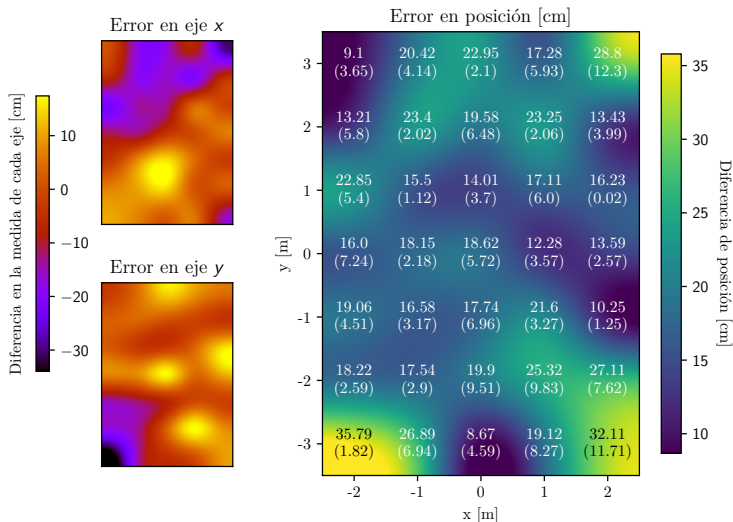 Error en eje x
Diferencia en la medida de cada eje [cm]
10
0
−10
−20
−30
Error en eje y
Error en posición [cm]
9.1 20.42 22.95 17.28 28.8
(3.65) (4.14) (2.1) (5.93) (12.3)
13.21 23.4 19.58 23.25 13.43
(5.8) (2.02) (6.48) (2.06) (3.99)
22.85 15.5 14.01 17.11 16.23
(5.4) (1.12) (3.7) (6.0) (0.02)
16.0 18.15 18.62 12.28 13.59
(7.24) (2.18) (5.72) (3.57) (2.57)
19.06 16.58 17.74 21.6 10.25
(4.51) (3.17) (6.96) (3.27) (1.25)
18.22 17.54 19.9 25.32 27.11
(2.59) (2.9) (9.51) (9.83) (7.62)
35.79 26.89 8.67 19.12 32.11
(1.82) (6.94) (4.59) (8.27) (11.71)
3
2
1
0
-1
-2
-3
y [m]
-2 -1 0 1 2
x [m]
35
30
25
20
15
10
Diferencia de posición [cm]